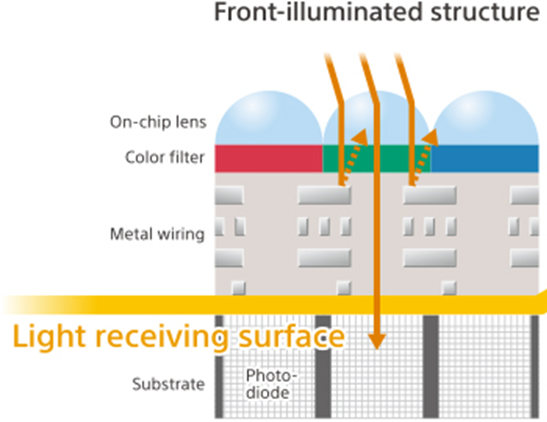 Front-illuminated structure
On-chip lens
Color filter
Metal wiring
Light receiving surface
Substrate
Photo-
diode